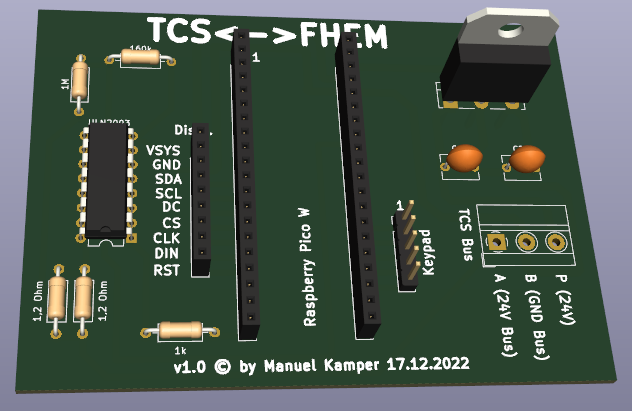 TCS<->FHEM
160k
1
1M
ULN2003
VSYS
GND
SDA
SCL
DC
CS
CLK
DIN
RST
Raspberry Pico W
1
Keypad
TCS Bus
A (24V Bus)
B (GND Bus)
P (24V)
1.2 Ohm
1.2 Ohm
1k
v1.0 © by Manuel Kamper 17.12.2022